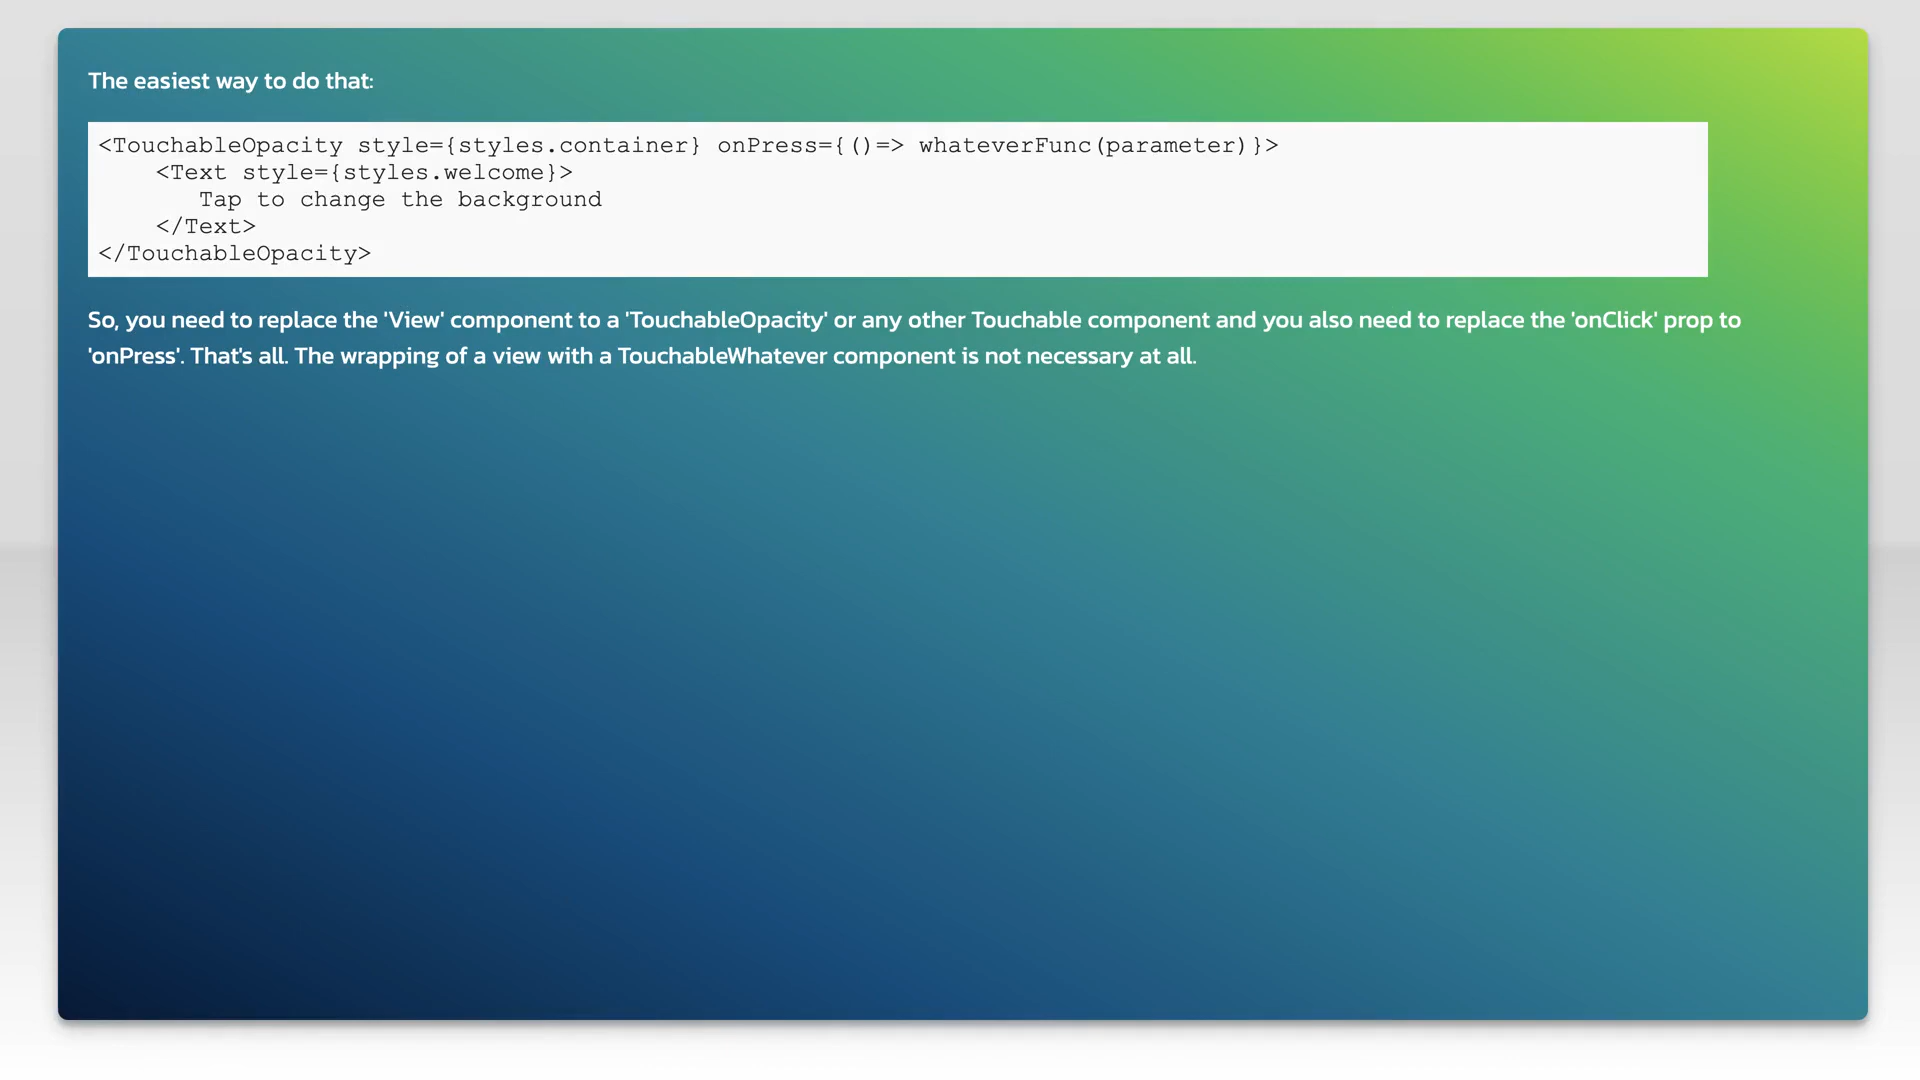 The easiest way to do that:
<TouchableOpacity style={styles.container} onPress={()=> whateverFunc(parameter)}>
    <Text style={styles.welcome}>
       Tap to change the background
    </Text>
</TouchableOpacity>
So, you need to replace the 'View' component to a 'TouchableOpacity' or any other Touchable component and you also need to replace the 'onClick' prop to
'onPress'. That's all. The wrapping of a view with a TouchableWhatever component is not necessary at all.